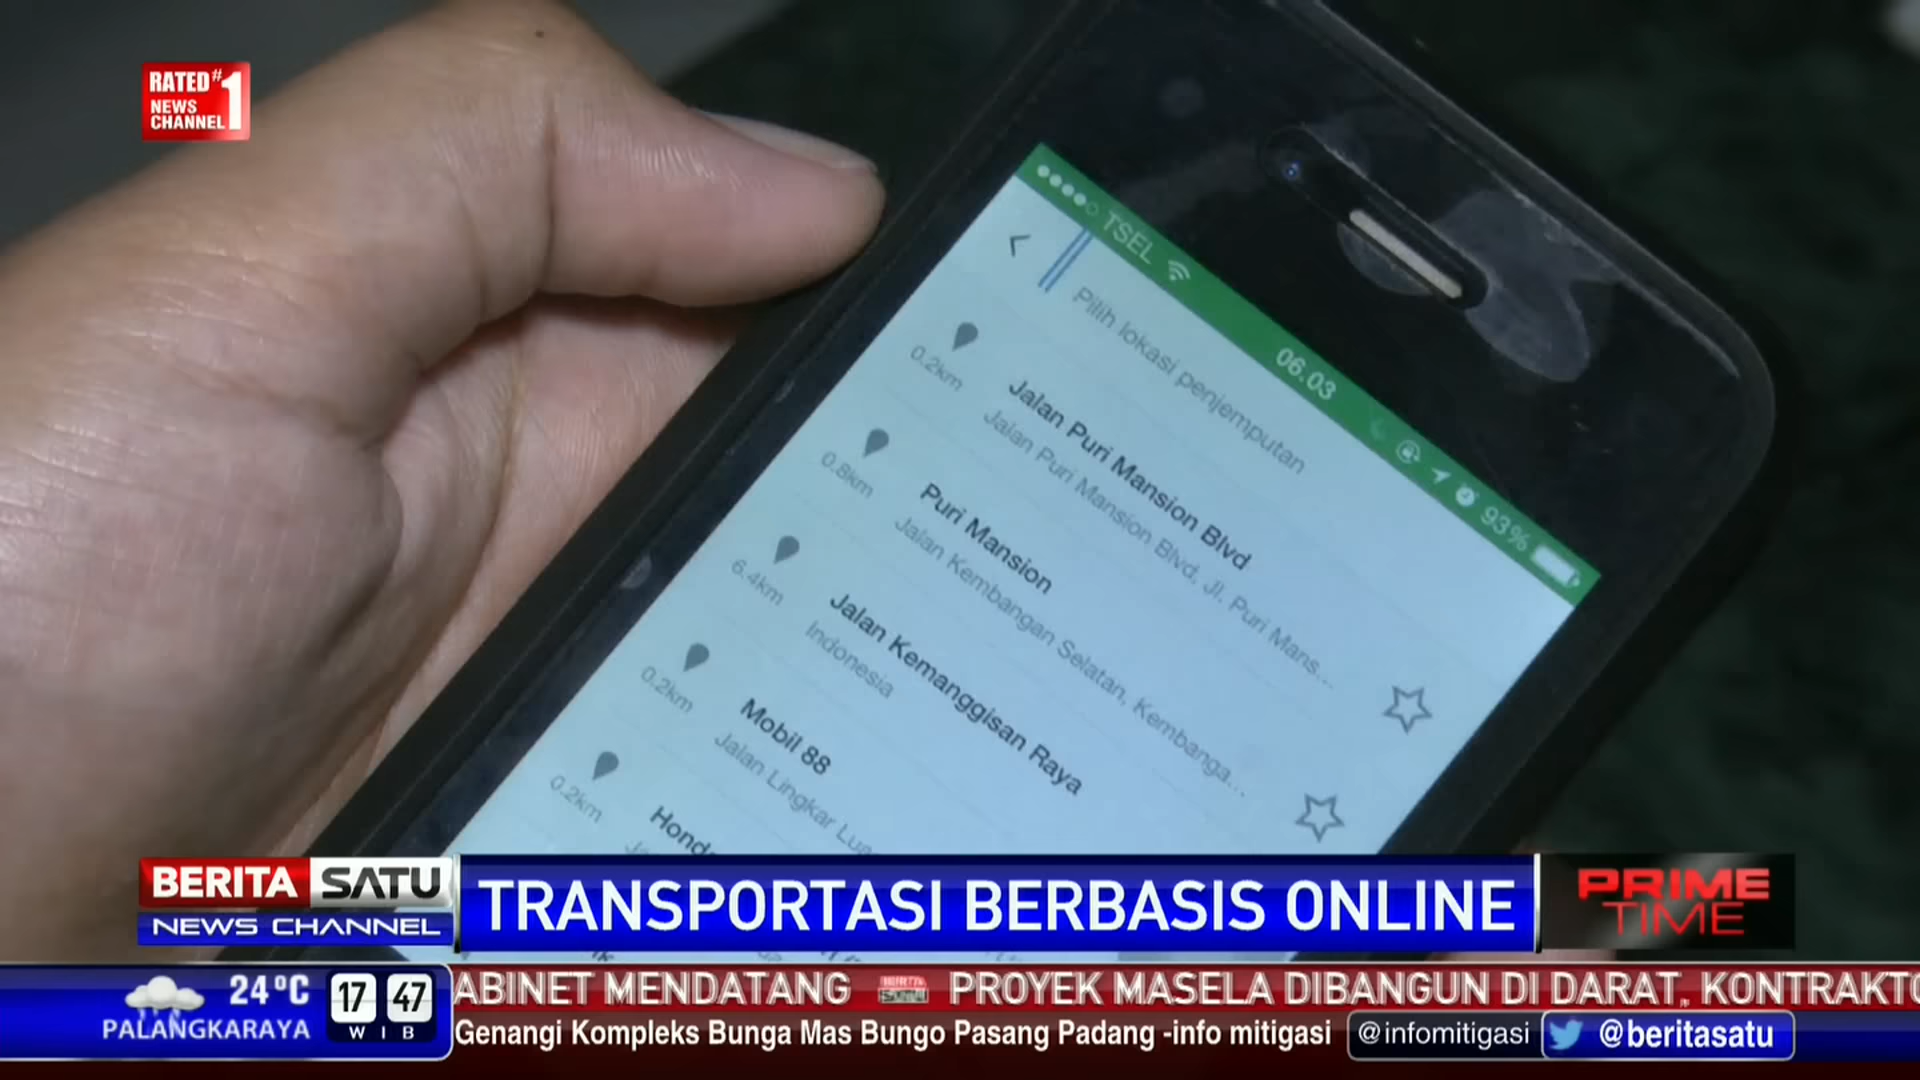 RATED #1
NEWS
CHANNEL
TSEL
06.03
93%
Pilih lokasi penjemputan
0.2km
Jalan Puri Mansion Blvd
Jalan Puri Mansion Blvd, Jl. Puri Mans...
0.8km
Puri Mansion
Jalan Kembangan Selatan, Kembanga...
6.4km
Jalan Kemanggisan Raya
Indonesia
0.2km
Mobil 88
Jalan Lingkar Lua
0.2km
Honda
BERITA SATU
NEWS CHANNEL
TRANSPORTASI BERBASIS ONLINE
PRIME
TIME
24°C
PALANGKARAYA
17 47
WIB
ABINET MENDATANG BERITA SATU PROYEK MASELA DIBANGUN DI DARAT, KONTRAKTO
Genangi Kompleks Bunga Mas Bungo Pasang Padang -info mitigasi @infomitigasi @beritasatu